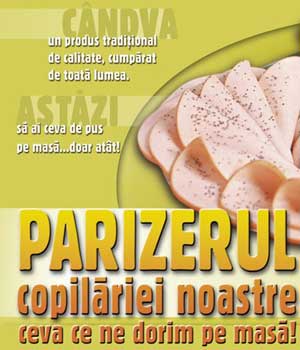 CÂNDVA
un produs tradițional
de calitate, cumpărat
de toată lumea.
ASTĂZI
să ai ceva de pus
pe masă...doar atât!
PARIZERUL
copilăriei noastre
ceva ce ne dorim pe masă!